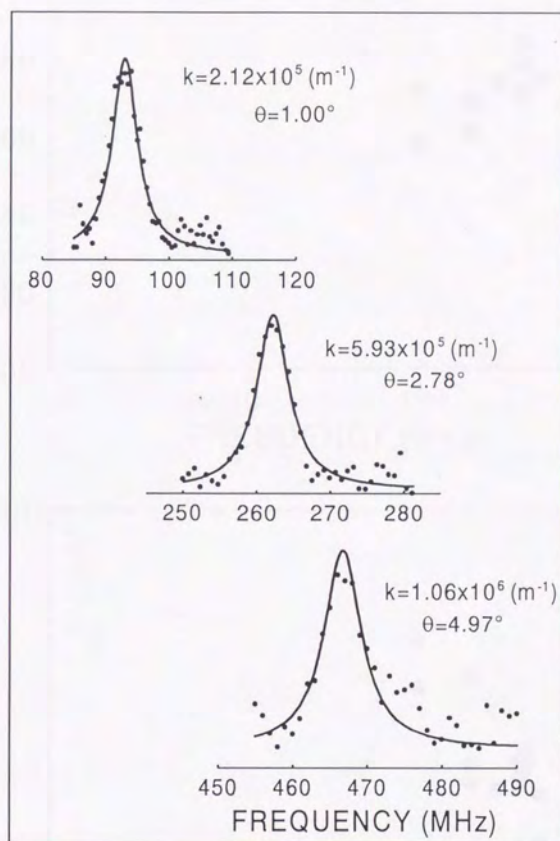 k=2.12x10⁵ (m⁻¹)
θ=1.00°
80 90 100 110 120
k=5.93x10⁵ (m⁻¹)
θ=2.78°
250 260 270 280
k=1.06x10⁶ (m⁻¹)
θ=4.97°
450 460 470 480 490
FREQUENCY (MHz)